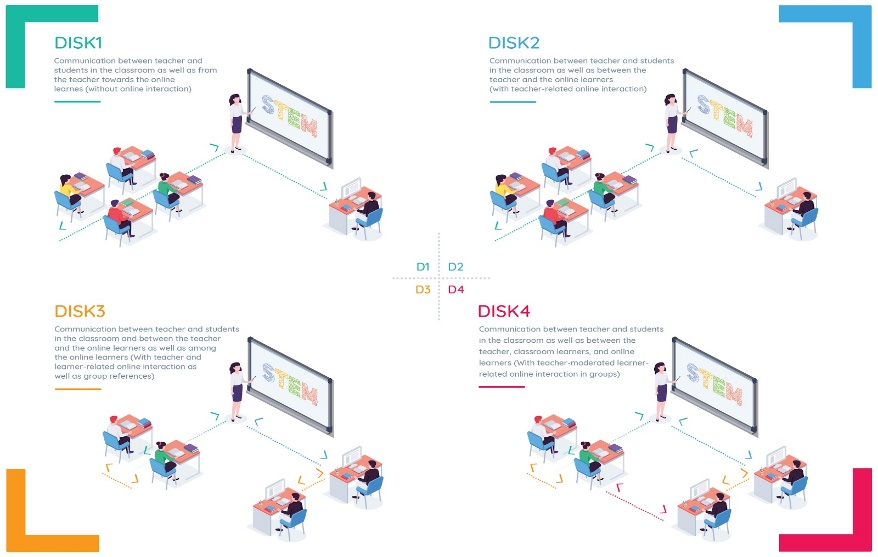 DISK1
Communication between teacher and
students in the classroom as well as from
the teacher towards the online
learnes (without online interaction)
STEM
DISK2
Communication between teacher and students
in the classroom as well as between the
teacher and the online learners
(with teacher-related online interaction)
STEM
D1
D2
D3
D4
DISK3
Communication between teacher and students
in the classroom and between the teacher
and the online learners as well as among
the online learners (With teacher and
learner-related online interaction as
well as group references)
STEM
DISK4
Communication between teacher and students
in the classroom as well as between the
teacher, classroom learners, and online
learners (With teacher-moderated learner-
related online interaction in groups)
STEM